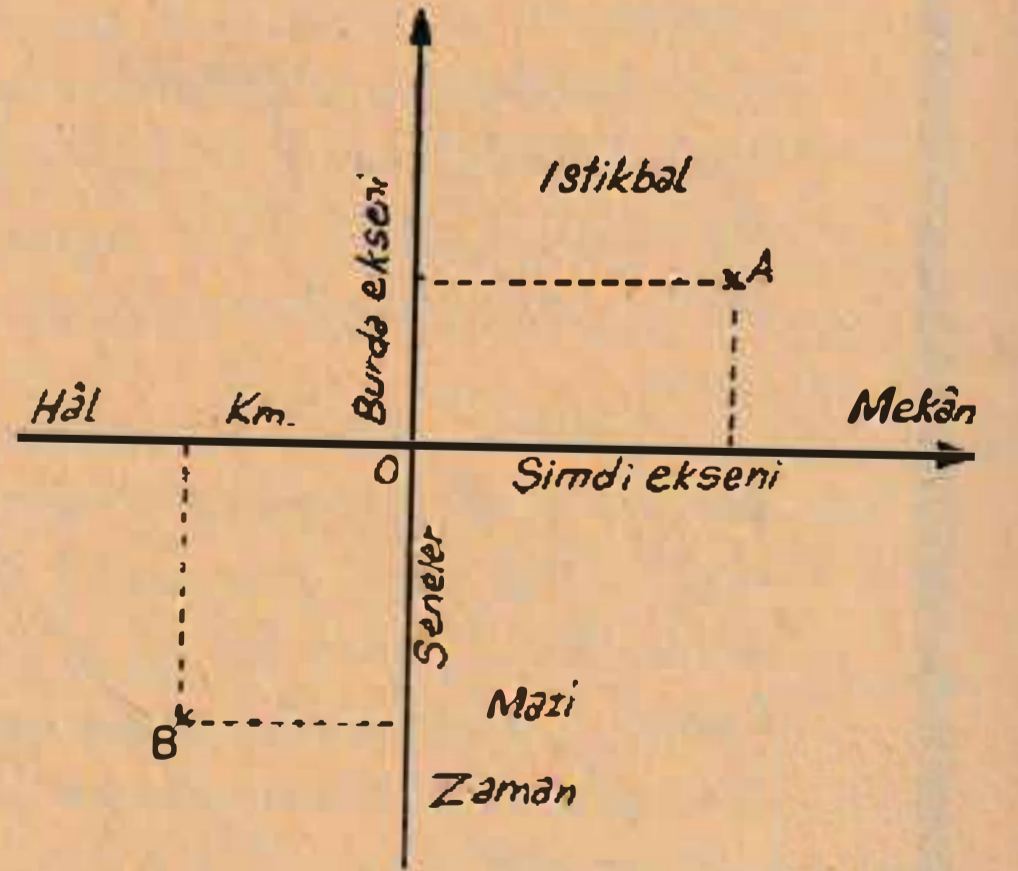 Istikbal
Burda ekseni
A
Hâl
Km.
Mekân
O
Simdi ekseni
Seneler
Mazi
B
Zaman